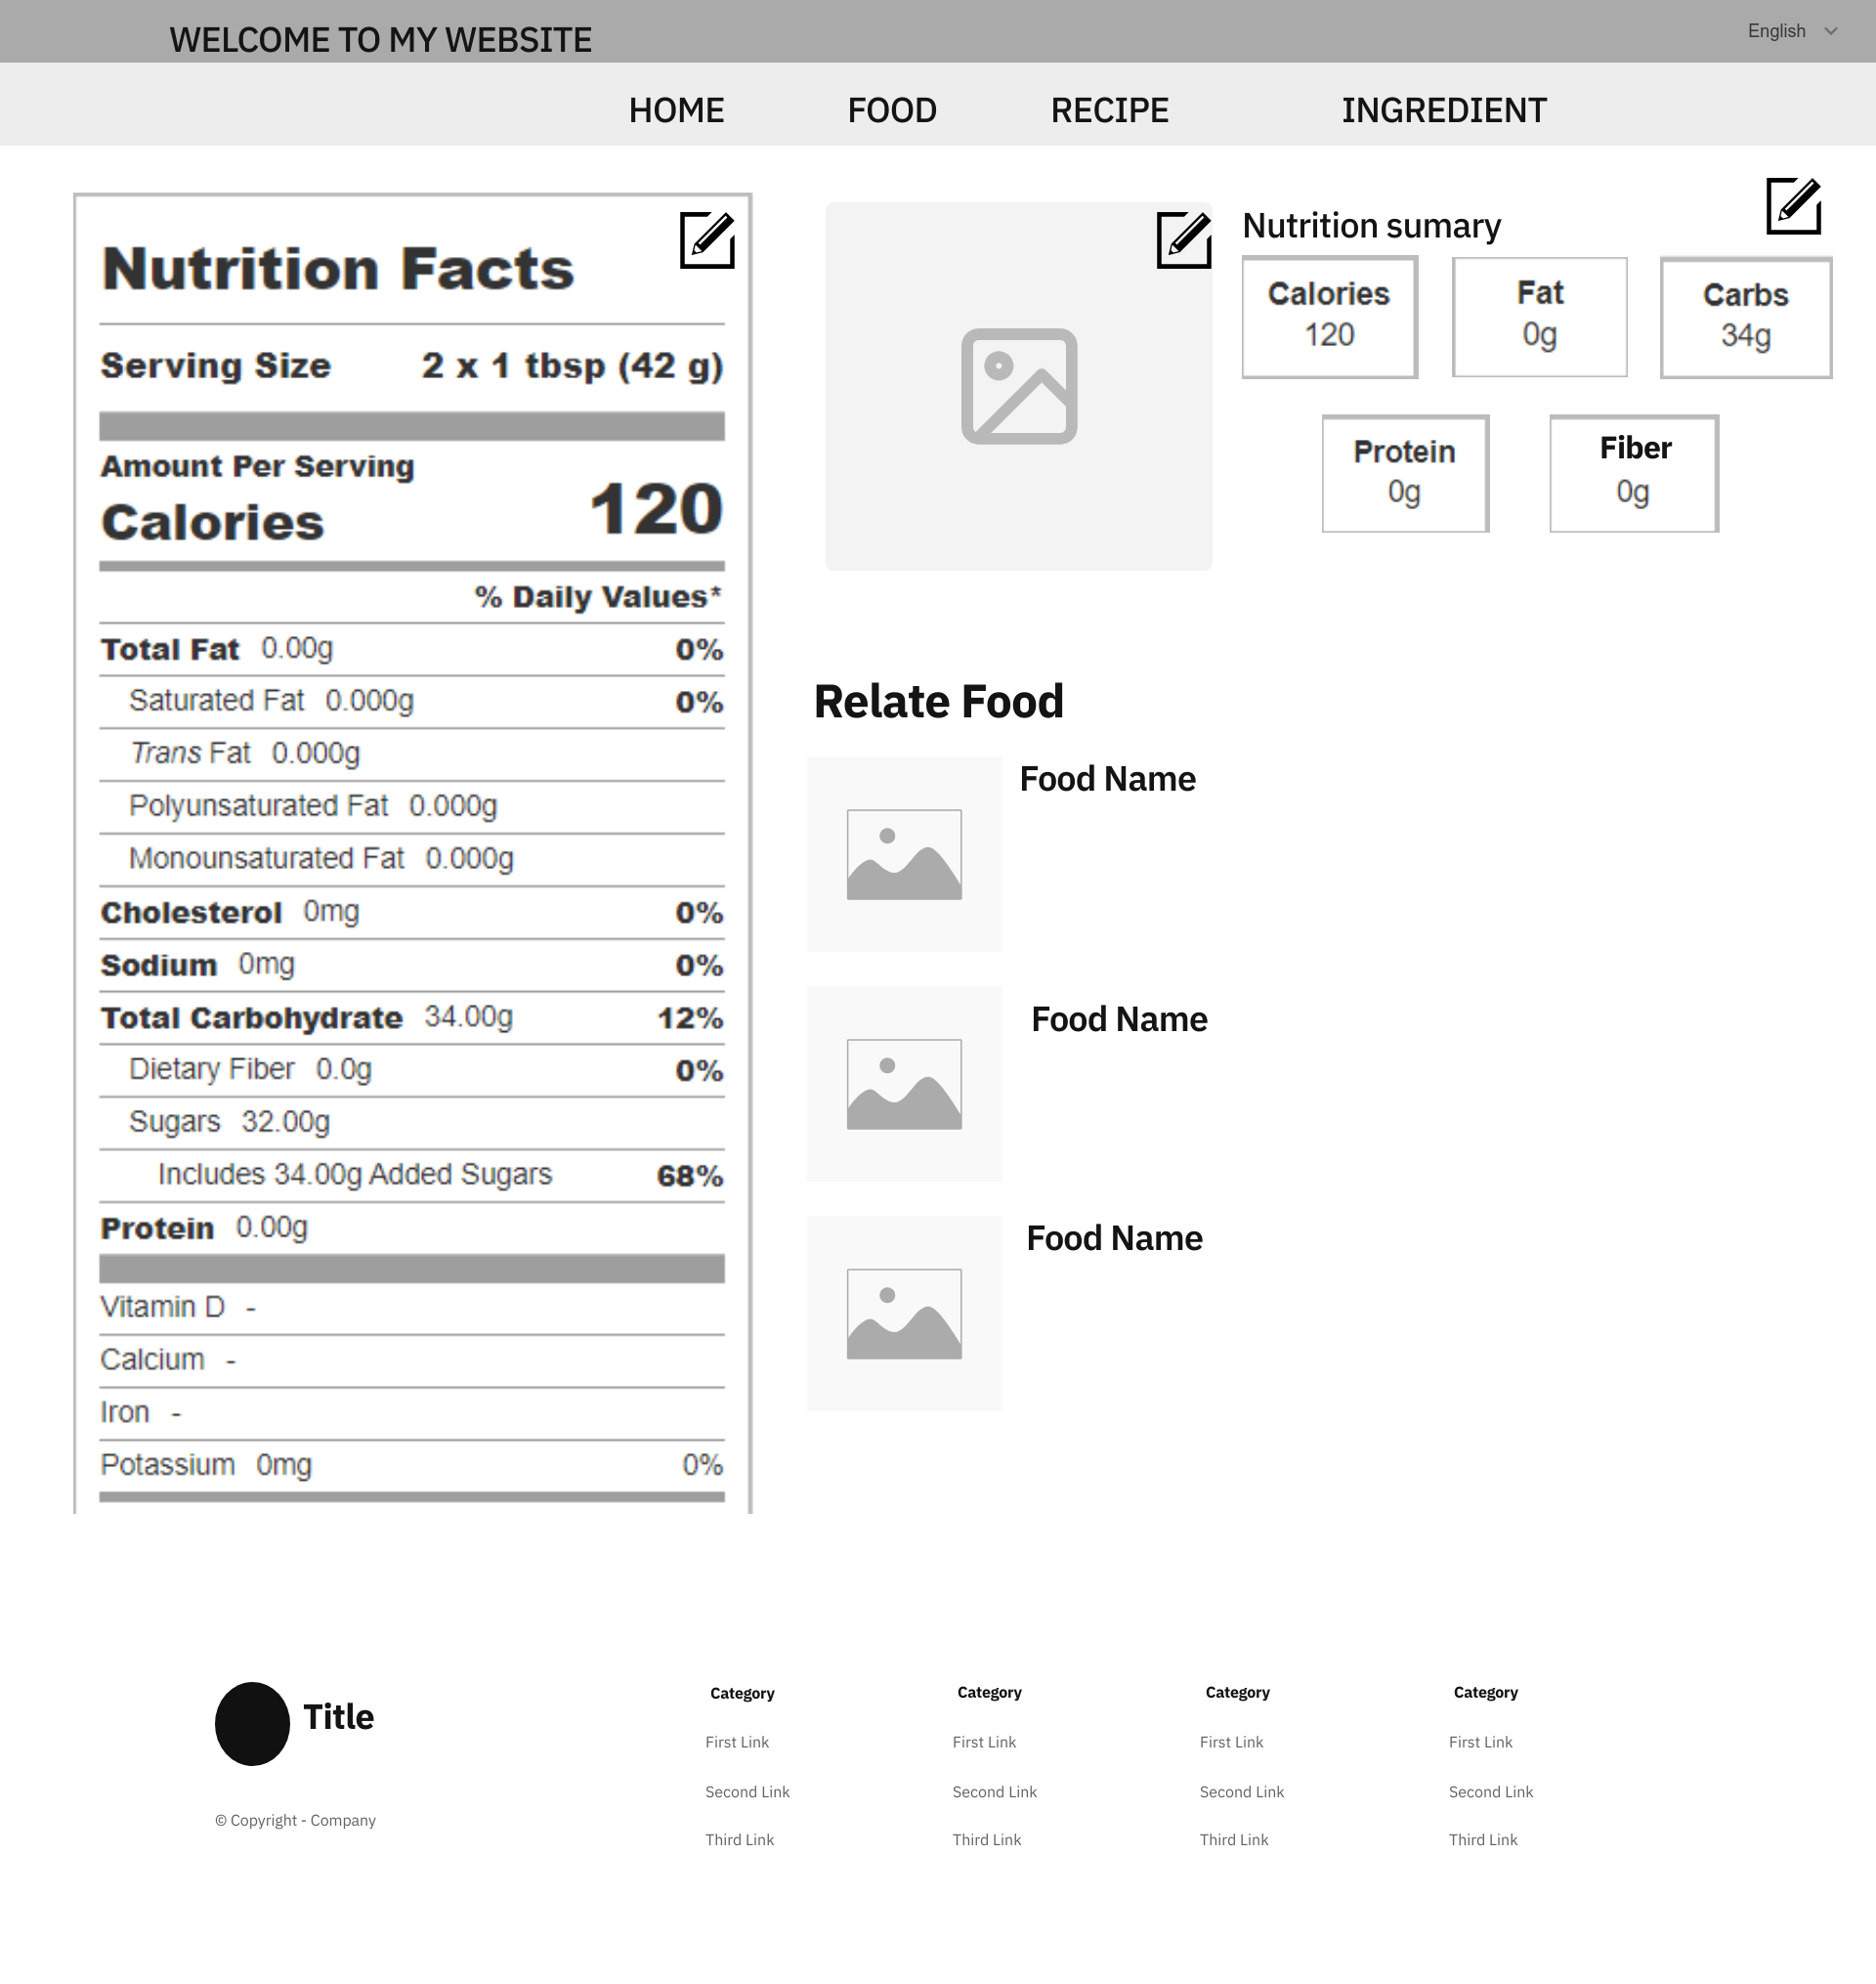 WELCOME TO MY WEBSITE
English
HOME FOOD RECIPE INGREDIENT
Nutrition Facts
Serving Size 2 x 1 tbsp (42 g)
Amount Per Serving
Calories 120
% Daily Values*
Total Fat 0.00g 0%
Saturated Fat 0.000g 0%
Trans Fat 0.000g
Polyunsaturated Fat 0.000g
Monounsaturated Fat 0.000g
Cholesterol 0mg 0%
Sodium 0mg 0%
Total Carbohydrate 34.00g 12%
Dietary Fiber 0.0g 0%
Sugars 32.00g
Includes 34.00g Added Sugars 68%
Protein 0.00g
Vitamin D -
Calcium -
Iron -
Potassium 0mg 0%
Nutrition sumary
Calories Fat Carbs
120 0g 34g
Protein Fiber
0g 0g
Relate Food
Food Name
Food Name
Food Name
Title
© Copyright - Company
Category Category Category Category
First Link First Link First Link First Link
Second Link Second Link Second Link Second Link
Third Link Third Link Third Link Third Link